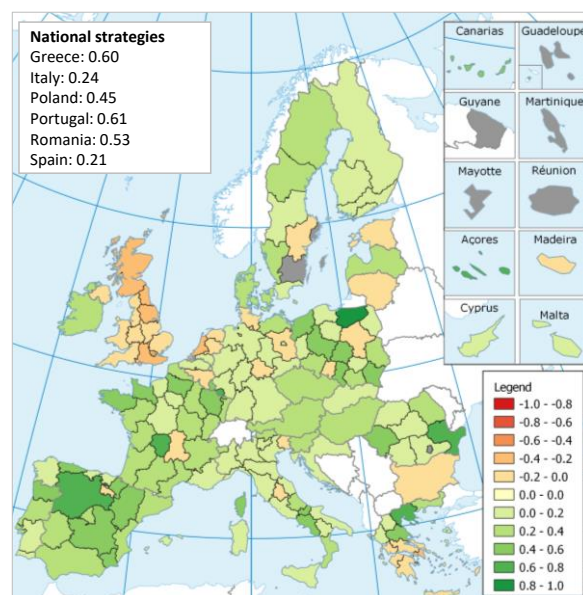 National strategies
Greece: 0.60
Italy: 0.24
Poland: 0.45
Portugal: 0.61
Romania: 0.53
Spain: 0.21
Canarias
Guadeloupe
Guyane
Martinique
Mayotte
Réunion
Açores
Madeira
Cyprus
Malta
Legend
-1.0 - -0.8
-0.8 - -0.6
-0.6 - -0.4
-0.4 - -0.2
-0.2 - 0.0
0.0 - 0.0
0.0 - 0.2
0.2 - 0.4
0.4 - 0.6
0.6 - 0.8
0.8 - 1.0